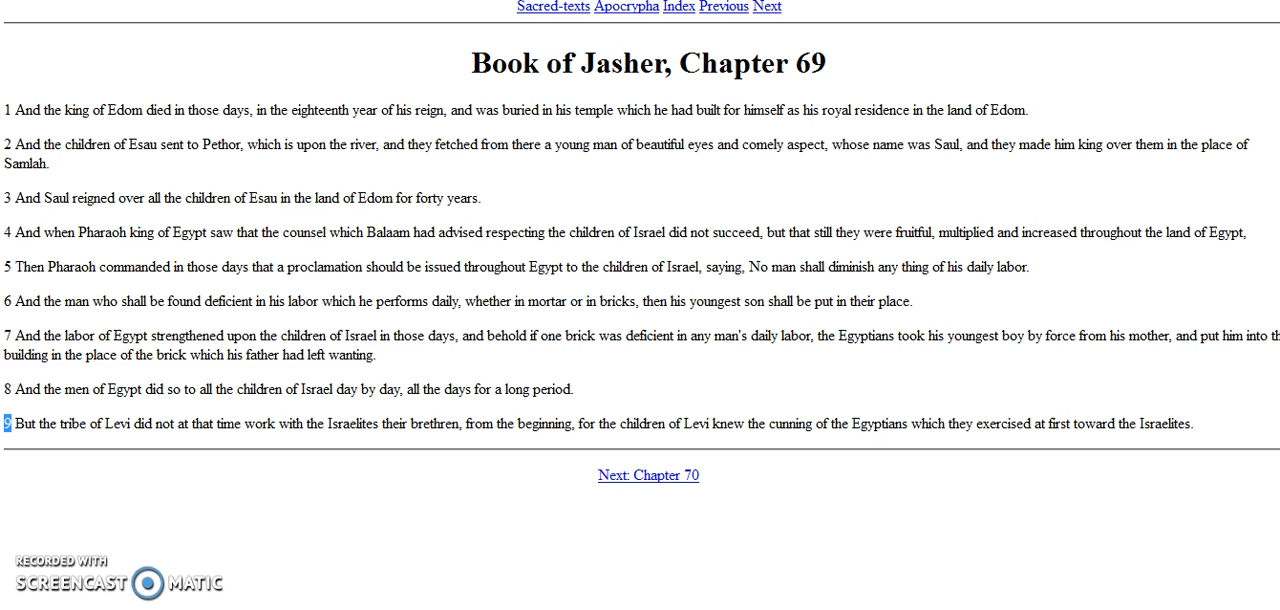 Sacred-texts Apocrypha Index Previous Next
Book of Jasher, Chapter 69
1 And the king of Edom died in those days, in the eighteenth year of his reign, and was buried in his temple which he had built for himself as his royal residence in the land of Edom.
2 And the children of Esau sent to Pethor, which is upon the river, and they fetched from there a young man of beautiful eyes and comely aspect, whose name was Saul, and they made him king over them in the place of
Samlah.
3 And Saul reigned over all the children of Esau in the land of Edom for forty years.
4 And when Pharaoh king of Egypt saw that the counsel which Balaam had advised respecting the children of Israel did not succeed, but that still they were fruitful, multiplied and increased throughout the land of Egypt,
5 Then Pharaoh commanded in those days that a proclamation should be issued throughout Egypt to the children of Israel, saying, No man shall diminish any thing of his daily labor.
6 And the man who shall be found deficient in his labor which he performs daily, whether in mortar or in bricks, then his youngest son shall be put in their place.
7 And the labor of Egypt strengthened upon the children of Israel in those days, and behold if one brick was deficient in any man's daily labor, the Egyptians took his youngest boy by force from his mother, and put him into th
building in the place of the brick which his father had left wanting.
8 And the men of Egypt did so to all the children of Israel day by day, all the days for a long period.
9 But the tribe of Levi did not at that time work with the Israelites their brethren, from the beginning, for the children of Levi knew the cunning of the Egyptians which they exercised at first toward the Israelites.
Next: Chapter 70
RECORDED WITH
SCREENCAST MATIC